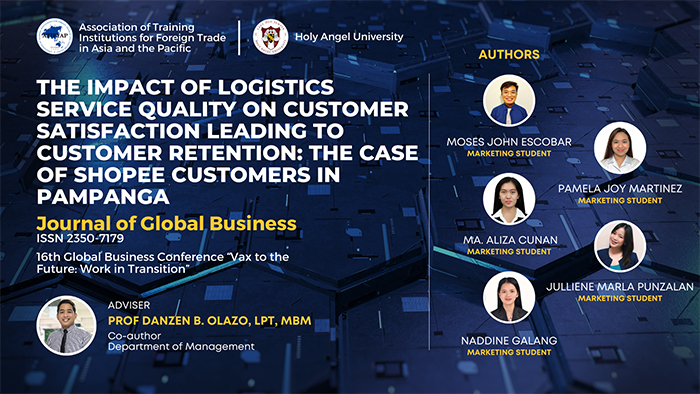 Association of Training
Institutions for Foreign Trade
in Asia and the Pacific
Holy Angel University
THE IMPACT OF LOGISTICS
SERVICE QUALITY ON CUSTOMER
SATISFACTION LEADING TO
CUSTOMER RETENTION: THE CASE
OF SHOPEE CUSTOMERS IN
PAMPANGA
Journal of Global Business
ISSN 2350-7179
16th Global Business Conference "Vax to the
Future: Work in Transition"
ADVISER
PROF DANZEN B. OLAZO, LPT, MBM
Co-author
Department of Management
AUTHORS
MOSES JOHN ESCOBAR
MARKETING STUDENT
PAMELA JOY MARTINEZ
MARKETING STUDENT
MA. ALIZA CUNAN
MARKETING STUDENT
JULLIENE MARLA PUNZALAN
MARKETING STUDENT
NADDINE GALANG
MARKETING STUDENT